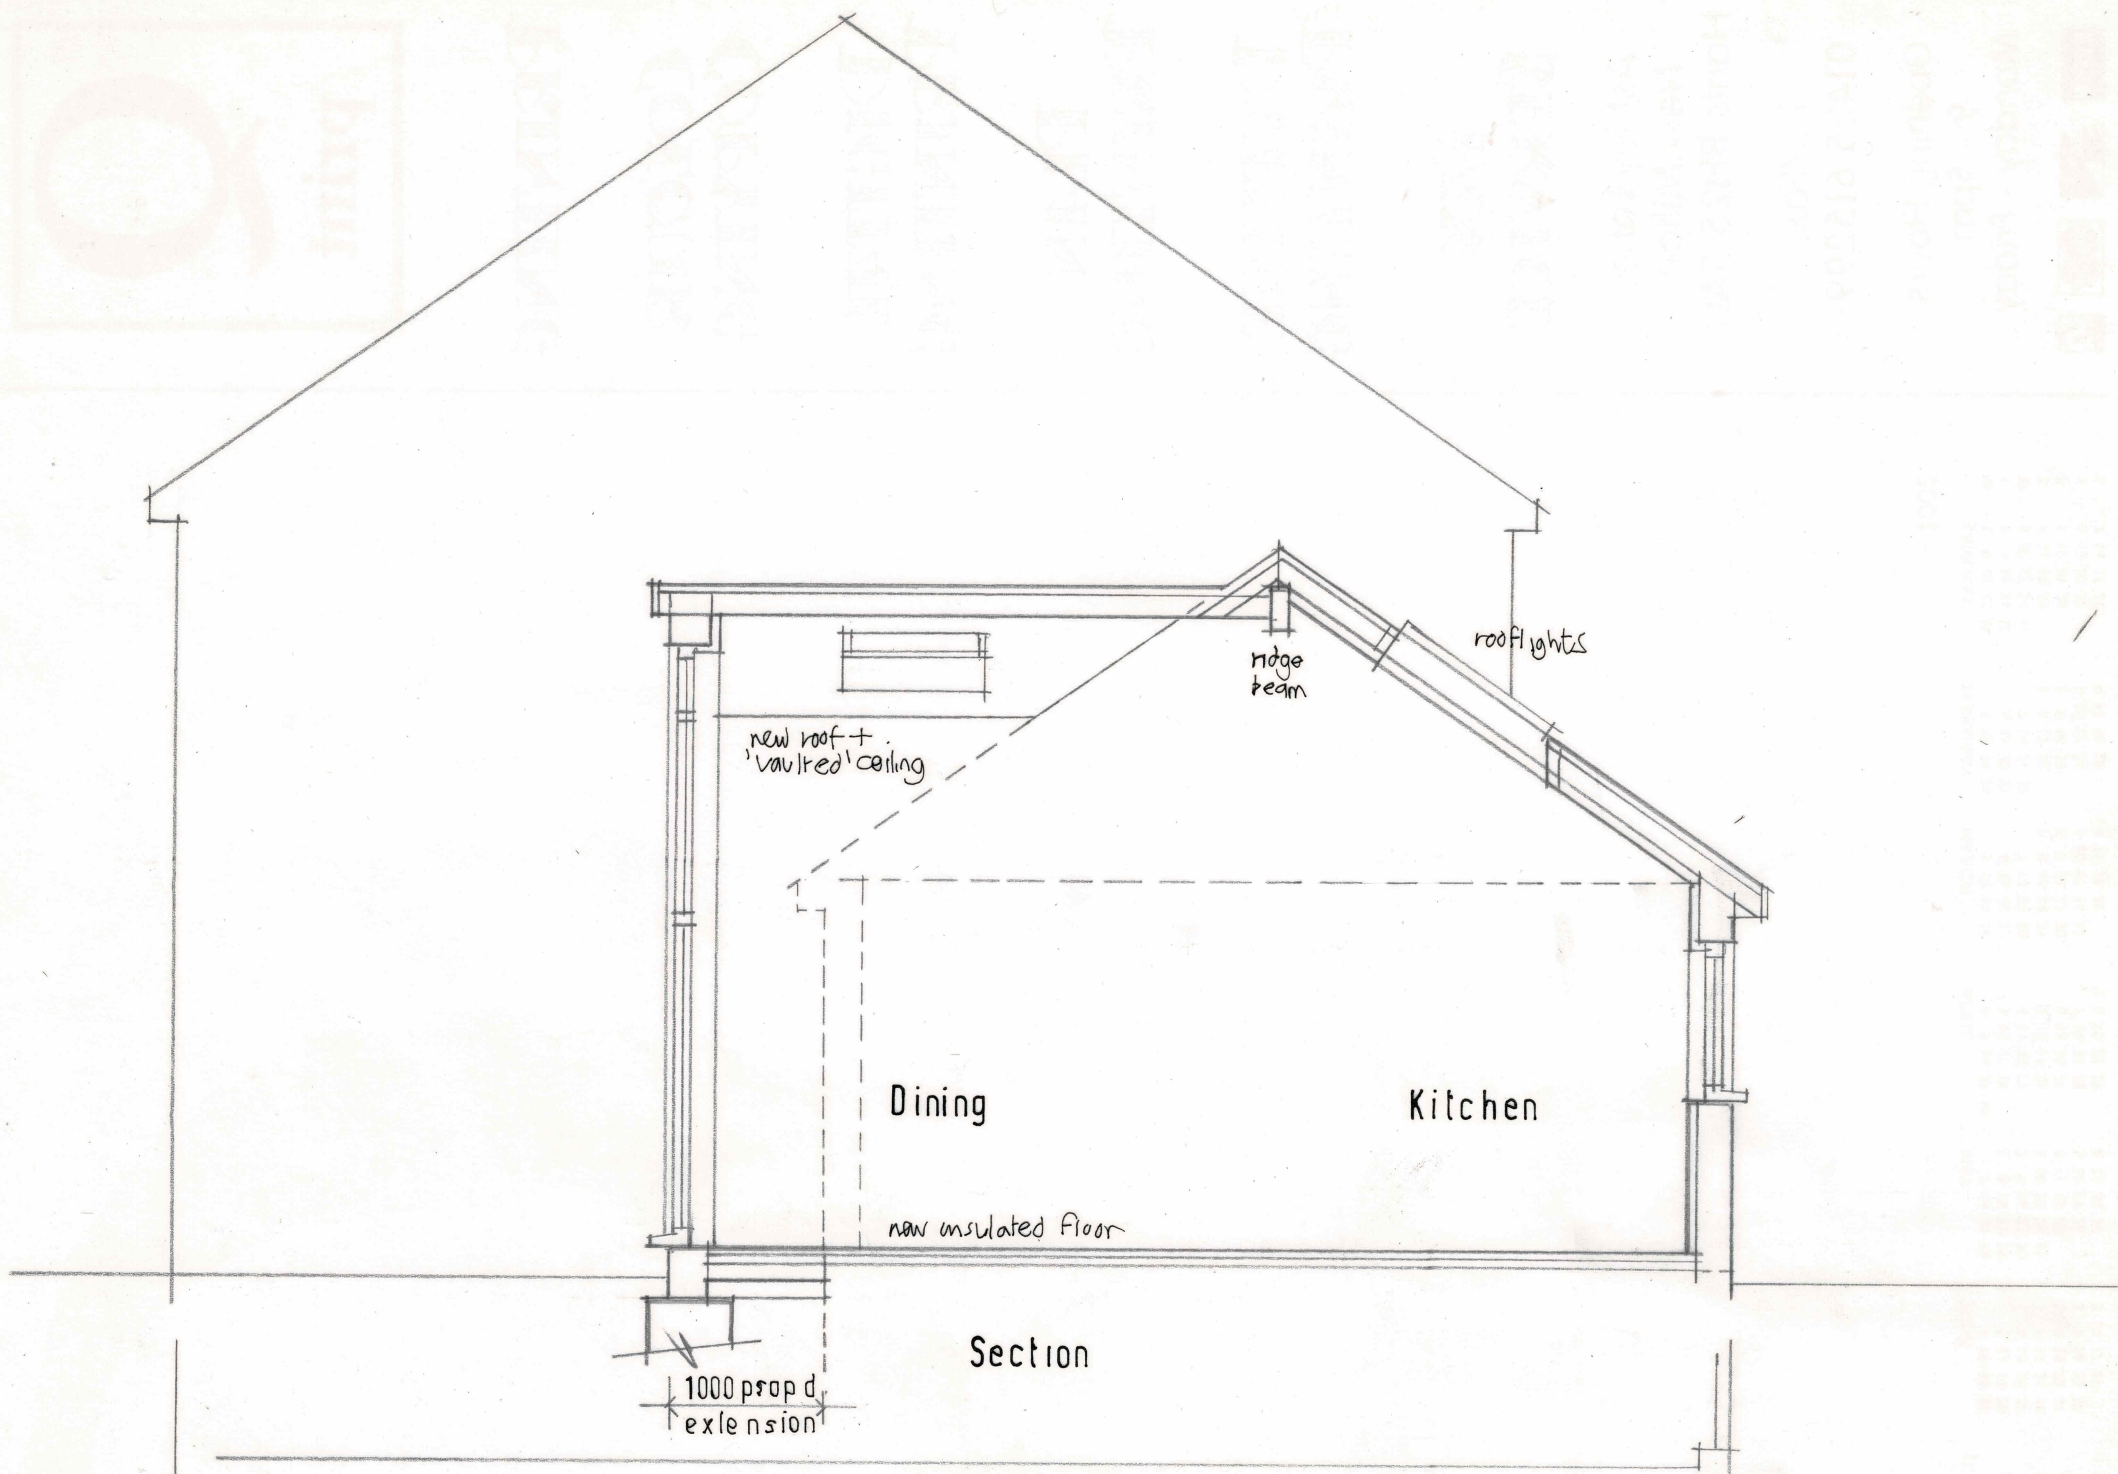 rooflights
ridge
beam
new roof +
'vaulted' ceiling
Dining
Kitchen
new insulated floor
Section
1000 prop d
extension